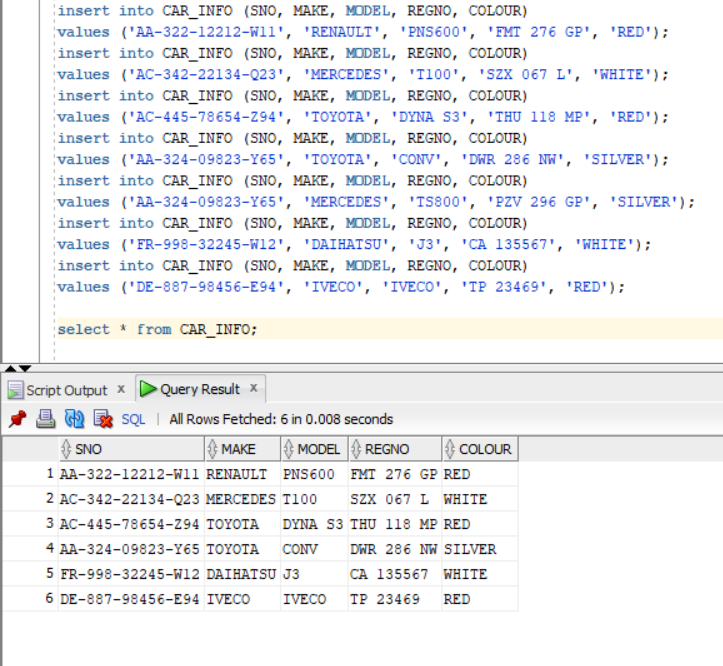 insert into CAR_INFO (SNO, MAKE, MODEL, REGNO, COLOUR)
values ('AA-322-12212-W11', 'RENAULT', 'PNS600', 'FMT 276 GP', 'RED');
insert into CAR_INFO (SNO, MAKE, MODEL, REGNO, COLOUR)
values ('AC-342-22134-Q23', 'MERCEDES', 'T100', 'SZX 067 L', 'WHITE');
insert into CAR_INFO (SNO, MAKE, MODEL, REGNO, COLOUR)
values ('AC-445-78654-Z94', 'TOYOTA', 'DYNA S3', 'THU 118 MP', 'RED');
insert into CAR_INFO (SNO, MAKE, MODEL, REGNO, COLOUR)
values ('AA-324-09823-Y65', 'TOYOTA', 'CONV', 'DWR 286 NW', 'SILVER');
insert into CAR_INFO (SNO, MAKE, MODEL, REGNO, COLOUR)
values ('AA-324-09823-Y65', 'MERCEDES', 'TS800', 'PZV 296 GP', 'SILVER');
insert into CAR_INFO (SNO, MAKE, MODEL, REGNO, COLOUR)
values ('FR-998-32245-W12', 'DAIHATSU', 'J3', 'CA 135567', 'WHITE');
insert into CAR_INFO (SNO, MAKE, MODEL, REGNO, COLOUR)
values ('DE-887-98456-E94', 'IVECO', 'IVECO', 'TP 23469', 'RED');
select * from CAR_INFO;
Script Output x Query Result x
SQL | All Rows Fetched: 6 in 0.008 seconds
SNO MAKE MODEL REGNO COLOUR
1 AA-322-12212-W11 RENAULT PNS600 FMT 276 GP RED
2 AC-342-22134-Q23 MERCEDES T100 SZX 067 L WHITE
3 AC-445-78654-Z94 TOYOTA DYNA S3 THU 118 MP RED
4 AA-324-09823-Y65 TOYOTA CONV DWR 286 NW SILVER
5 FR-998-32245-W12 DAIHATSU J3 CA 135567 WHITE
6 DE-887-98456-E94 IVECO IVECO TP 23469 RED